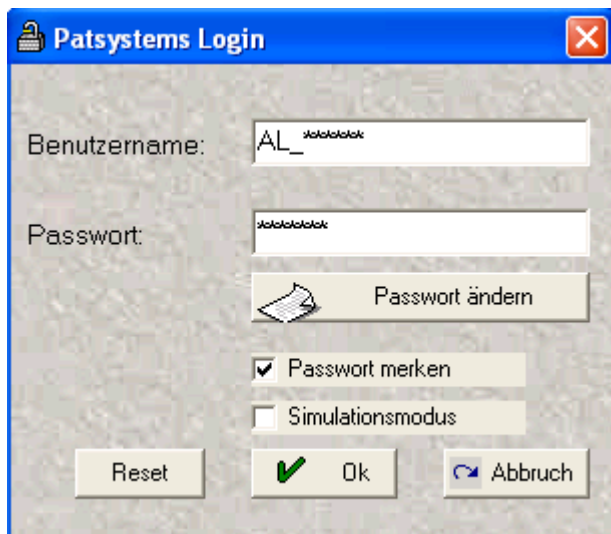 Patsystems Login
Benutzername: AL_******
Passwort: *******
Passwort ändern
Passwort merken
Simulationsmodus
Reset Ok Abbruch